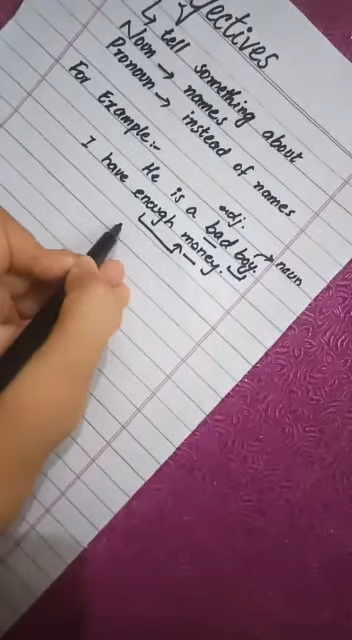 jectives
↳ tell something about
Noun → names
Pronoun → instead of names
For Example:-
adj.
He is a bad boy. → noun
I have enough money.